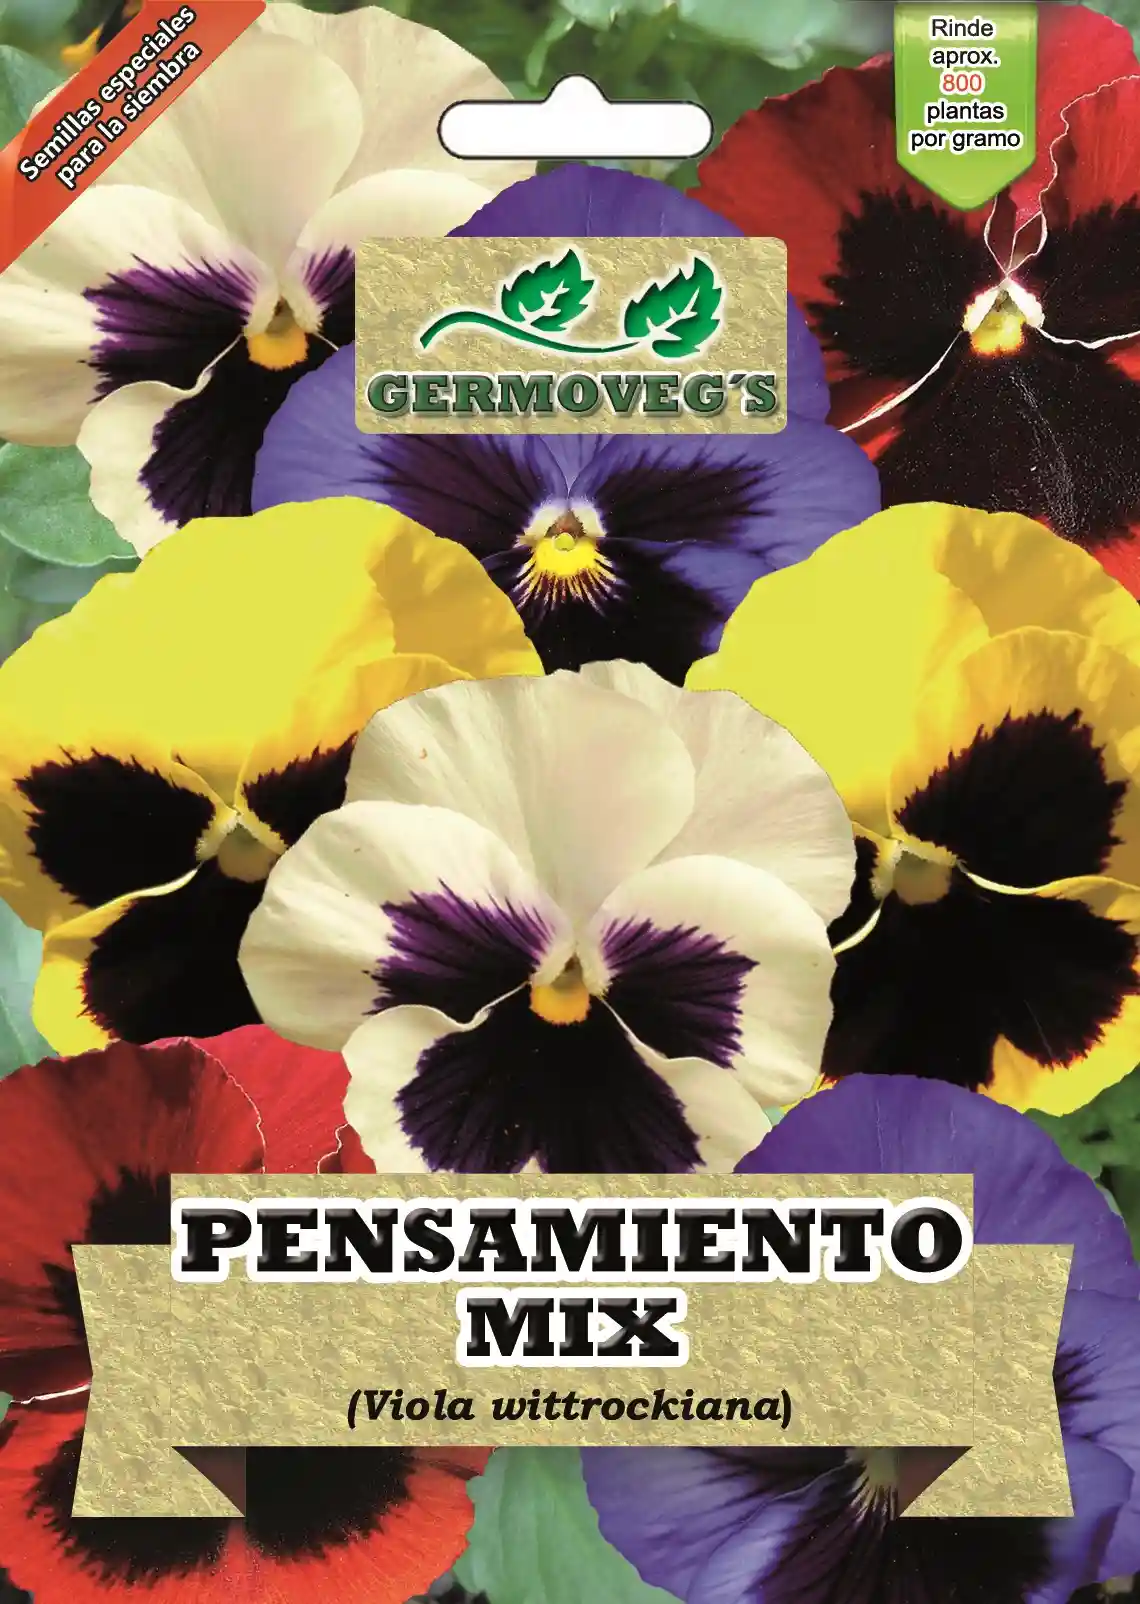 Semillas especiales
para la siembra
Rinde
aprox.
800
plantas
por gramo
GERMOVEG´S
PENSAMIENTO
MIX
(Viola wittrockiana)